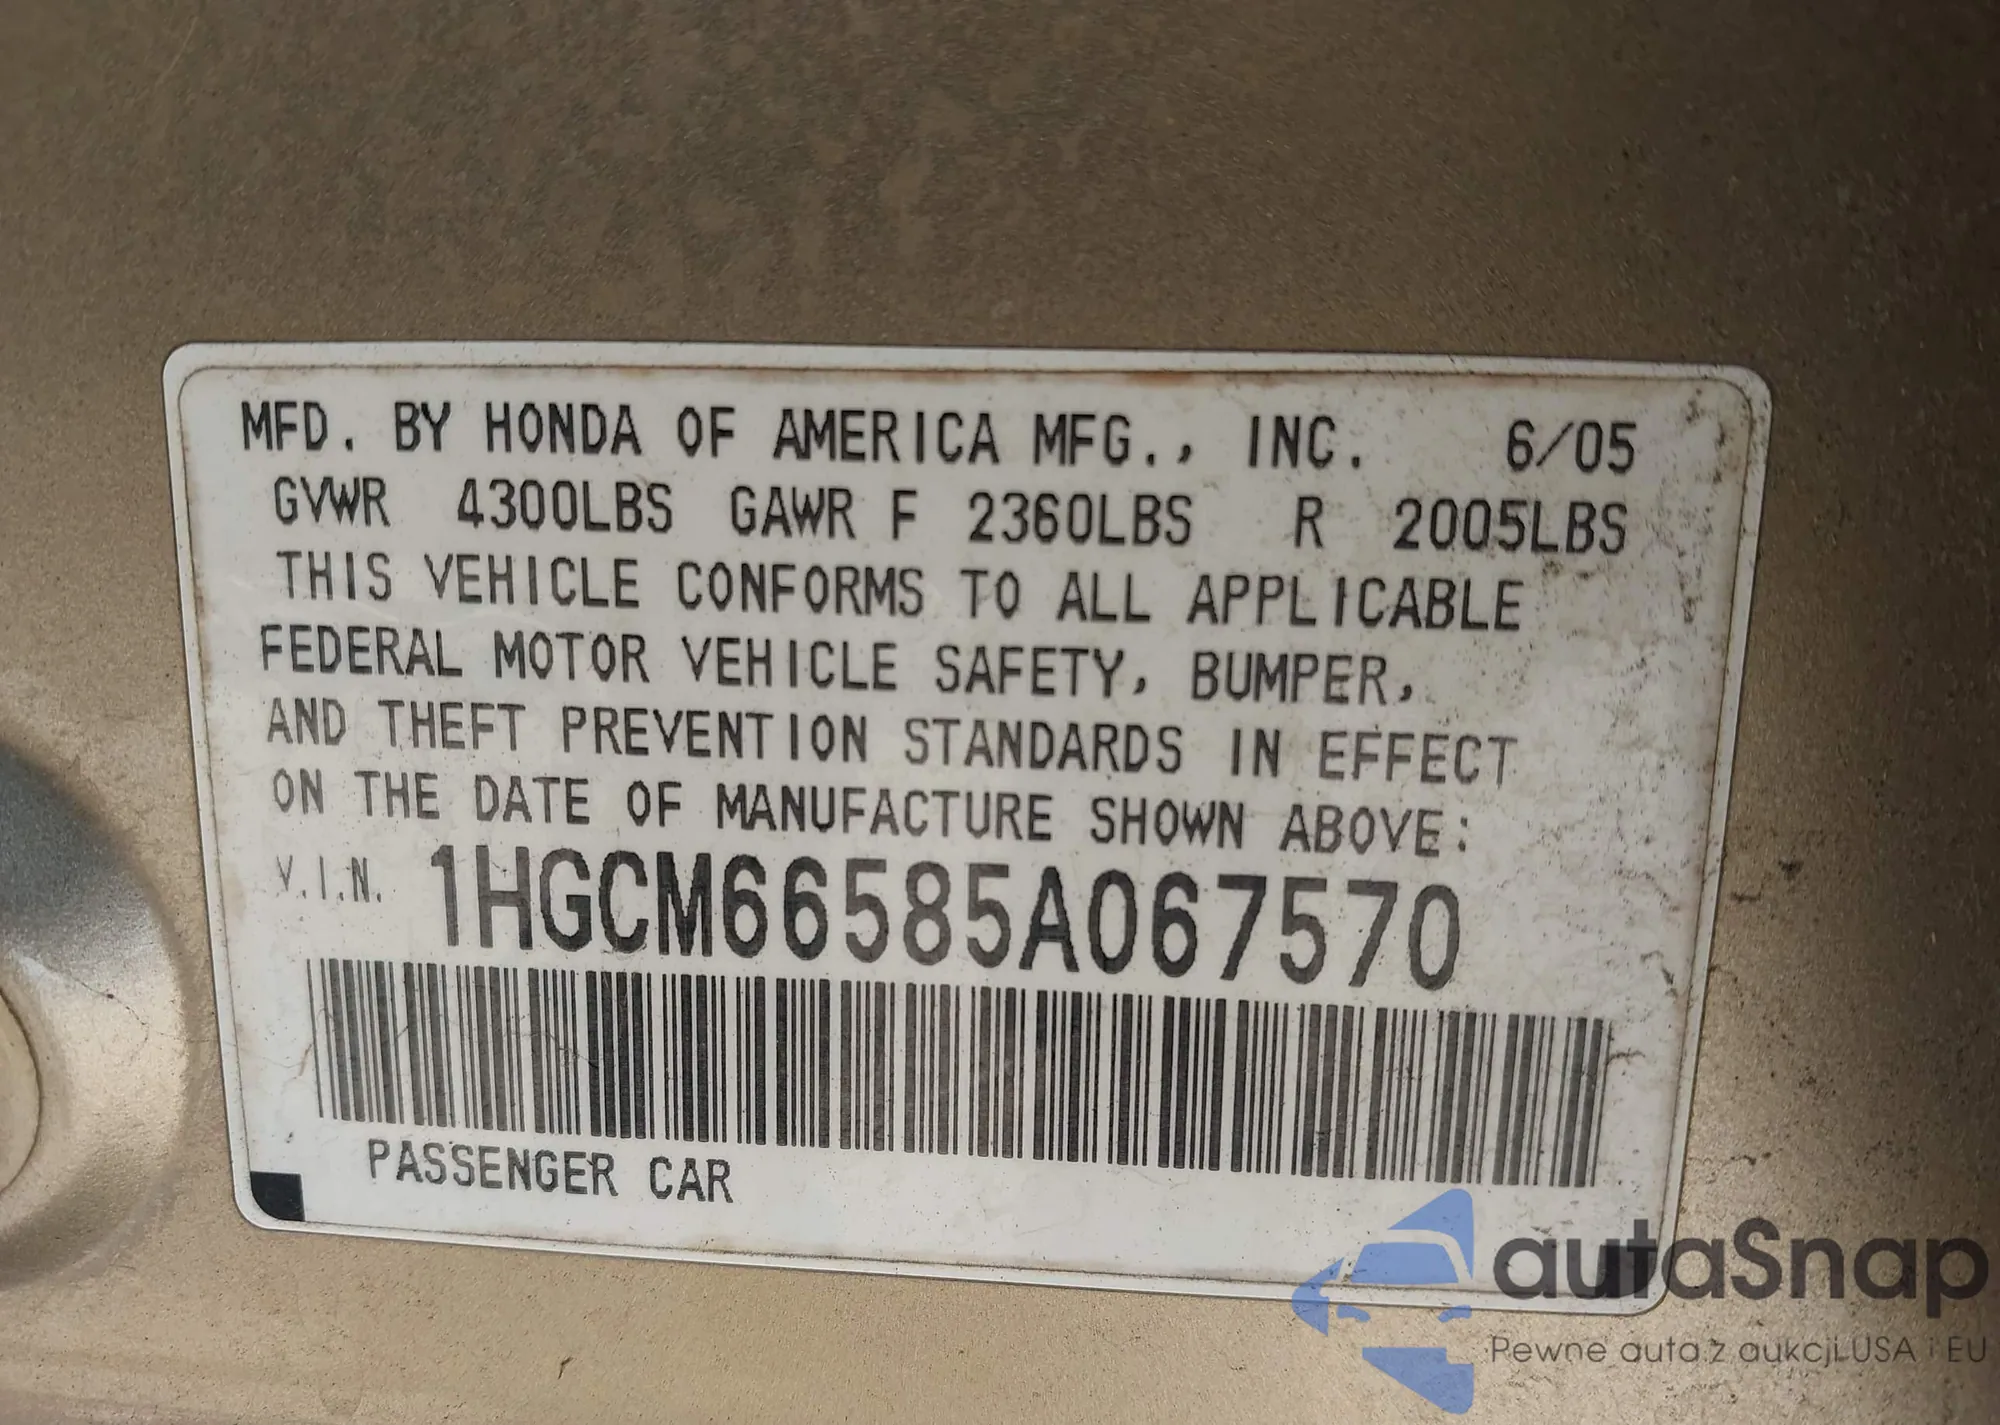 MFD. BY HONDA OF AMERICA MFG., INC. 6/05
GVWR 4300LBS GAWR F 2360LBS R 2005LBS
THIS VEHICLE CONFORMS TO ALL APPLICABLE
FEDERAL MOTOR VEHICLE SAFETY, BUMPER,
AND THEFT PREVENTION STANDARDS IN EFFECT
ON THE DATE OF MANUFACTURE SHOWN ABOVE:
V.I.N. 1HGCM66585A067570
PASSENGER CAR
autaSnap
Pewne auta z aukcji USA i EU